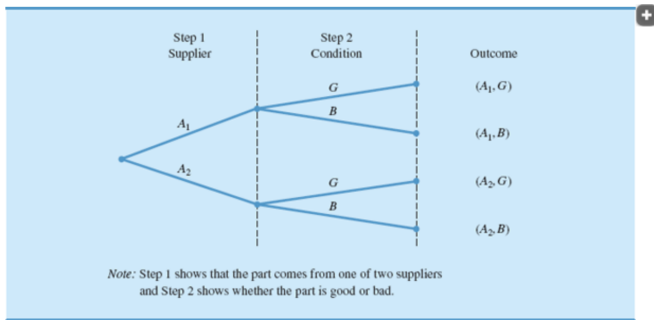 Step 1
Supplier
Step 2
Condition
Outcome
A₁
A₂
G
B
G
B
(A₁, G)
(A₁, B)
(A₂, G)
(A₂, B)
Note: Step 1 shows that the part comes from one of two suppliers
and Step 2 shows whether the part is good or bad.